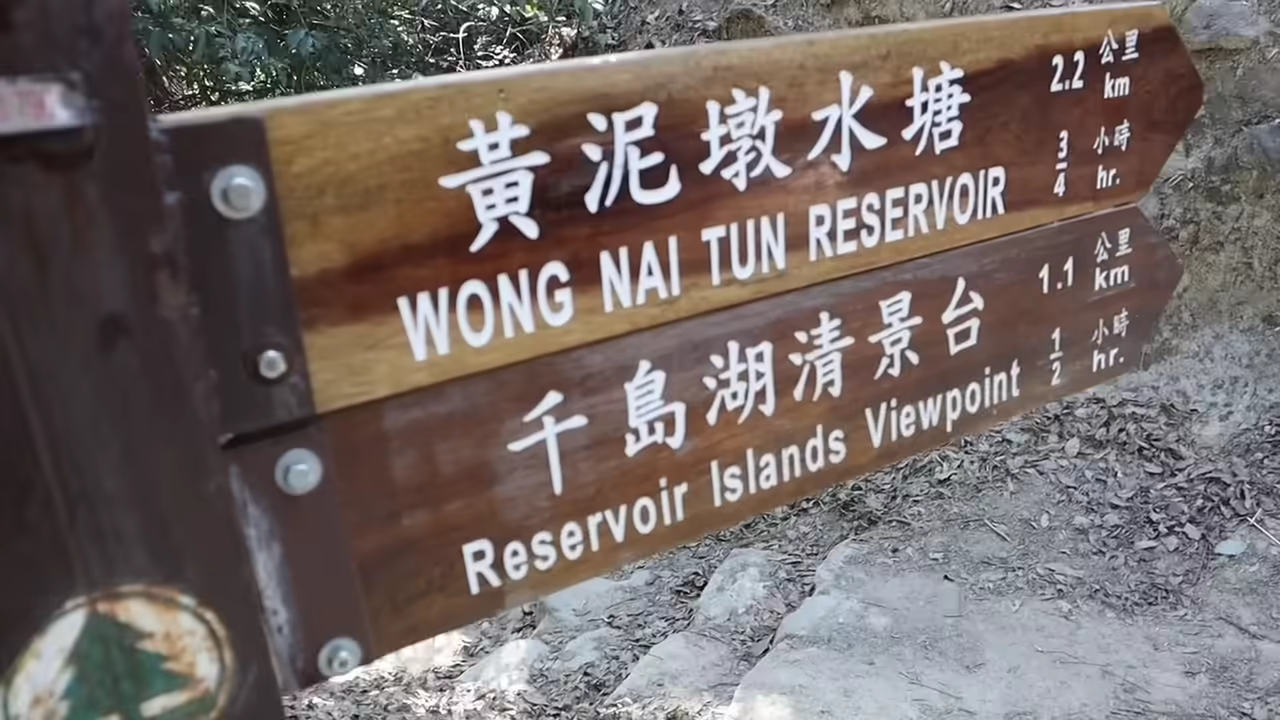 黃泥墩水塘
WONG NAI TUN RESERVOIR
2.2 公里 km
3/4 小時 hr.
千島湖清景台
Reservoir Islands Viewpoint
1.1 公里 km
1/2 小時 hr.